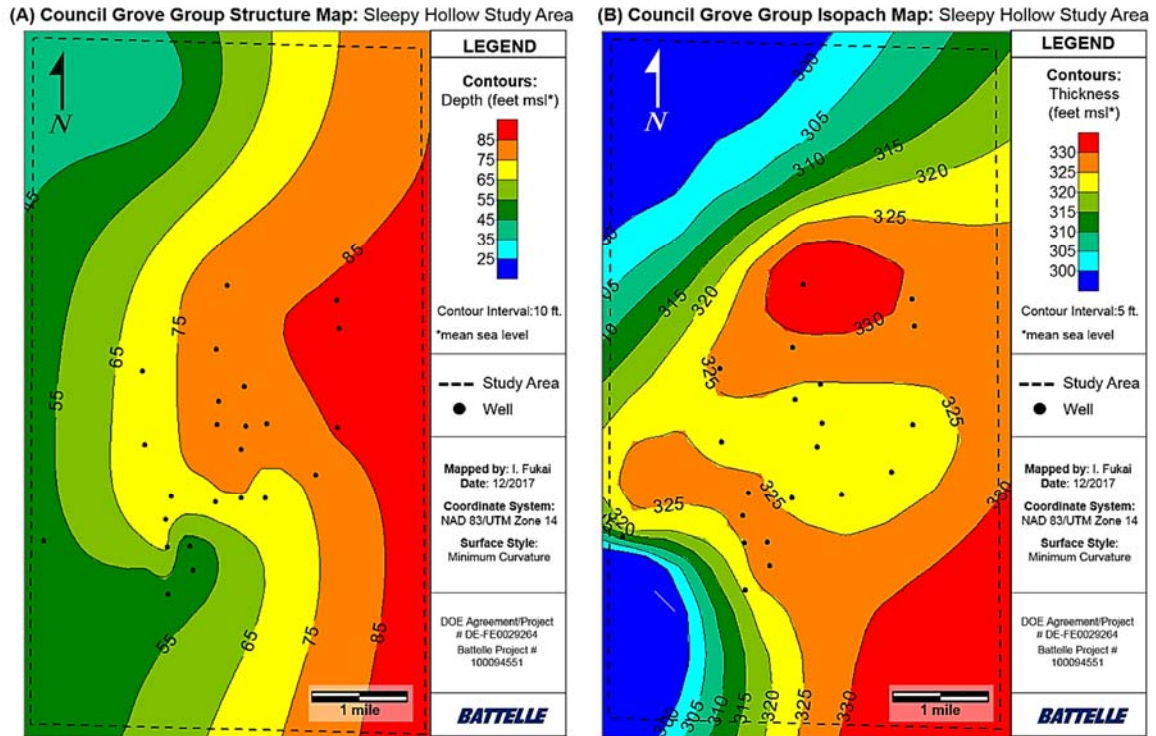 (A) Council Grove Group Structure Map: Sleepy Hollow Study Area
N
45
55
65
75
85
55
65
75
85
1 mile
LEGEND
Contours:
Depth (feet msl*)
85
75
65
55
45
35
25
Contour Interval:10 ft.
*mean sea level
Study Area
Well
Mapped by: I. Fukai
Date: 12/2017
Coordinate System:
NAD 83/UTM Zone 14
Surface Style:
Minimum Curvature
DOE Agreement/Project
# DE-FE0029264
Battelle Project #
100094551
BATTELLE
(B) Council Grove Group Isopach Map: Sleepy Hollow Study Area
N
300
305
310
315
320
325
315
320
330
325
325
325
325
330
320
305
310
315
320
325
330
1 mile
LEGEND
Contours:
Thickness
(feet msl*)
330
325
320
315
310
305
300
Contour Interval:5 ft.
*mean sea level
Study Area
Well
Mapped by: I. Fukai
Date: 12/2017
Coordinate System:
NAD 83/UTM Zone 14
Surface Style:
Minimum Curvature
DOE Agreement/Project
# DE-FE0029264
Battelle Project #
100094551
BATTELLE